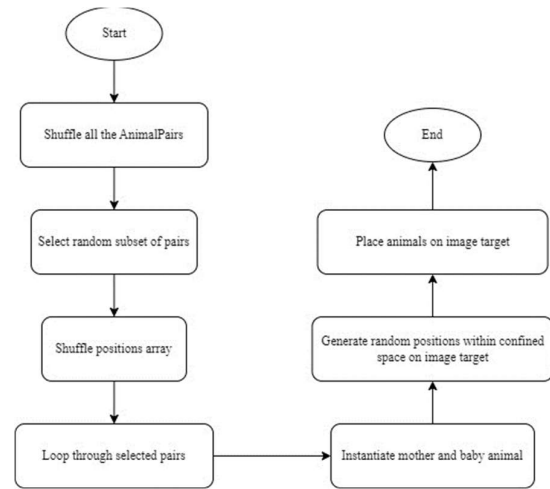 Start
Shuffle all the AnimalPairs
Select random subset of pairs
Shuffle positions array
Loop through selected pairs
Instantiate mother and baby animal
Generate random positions within confined
space on image target
Place animals on image target
End